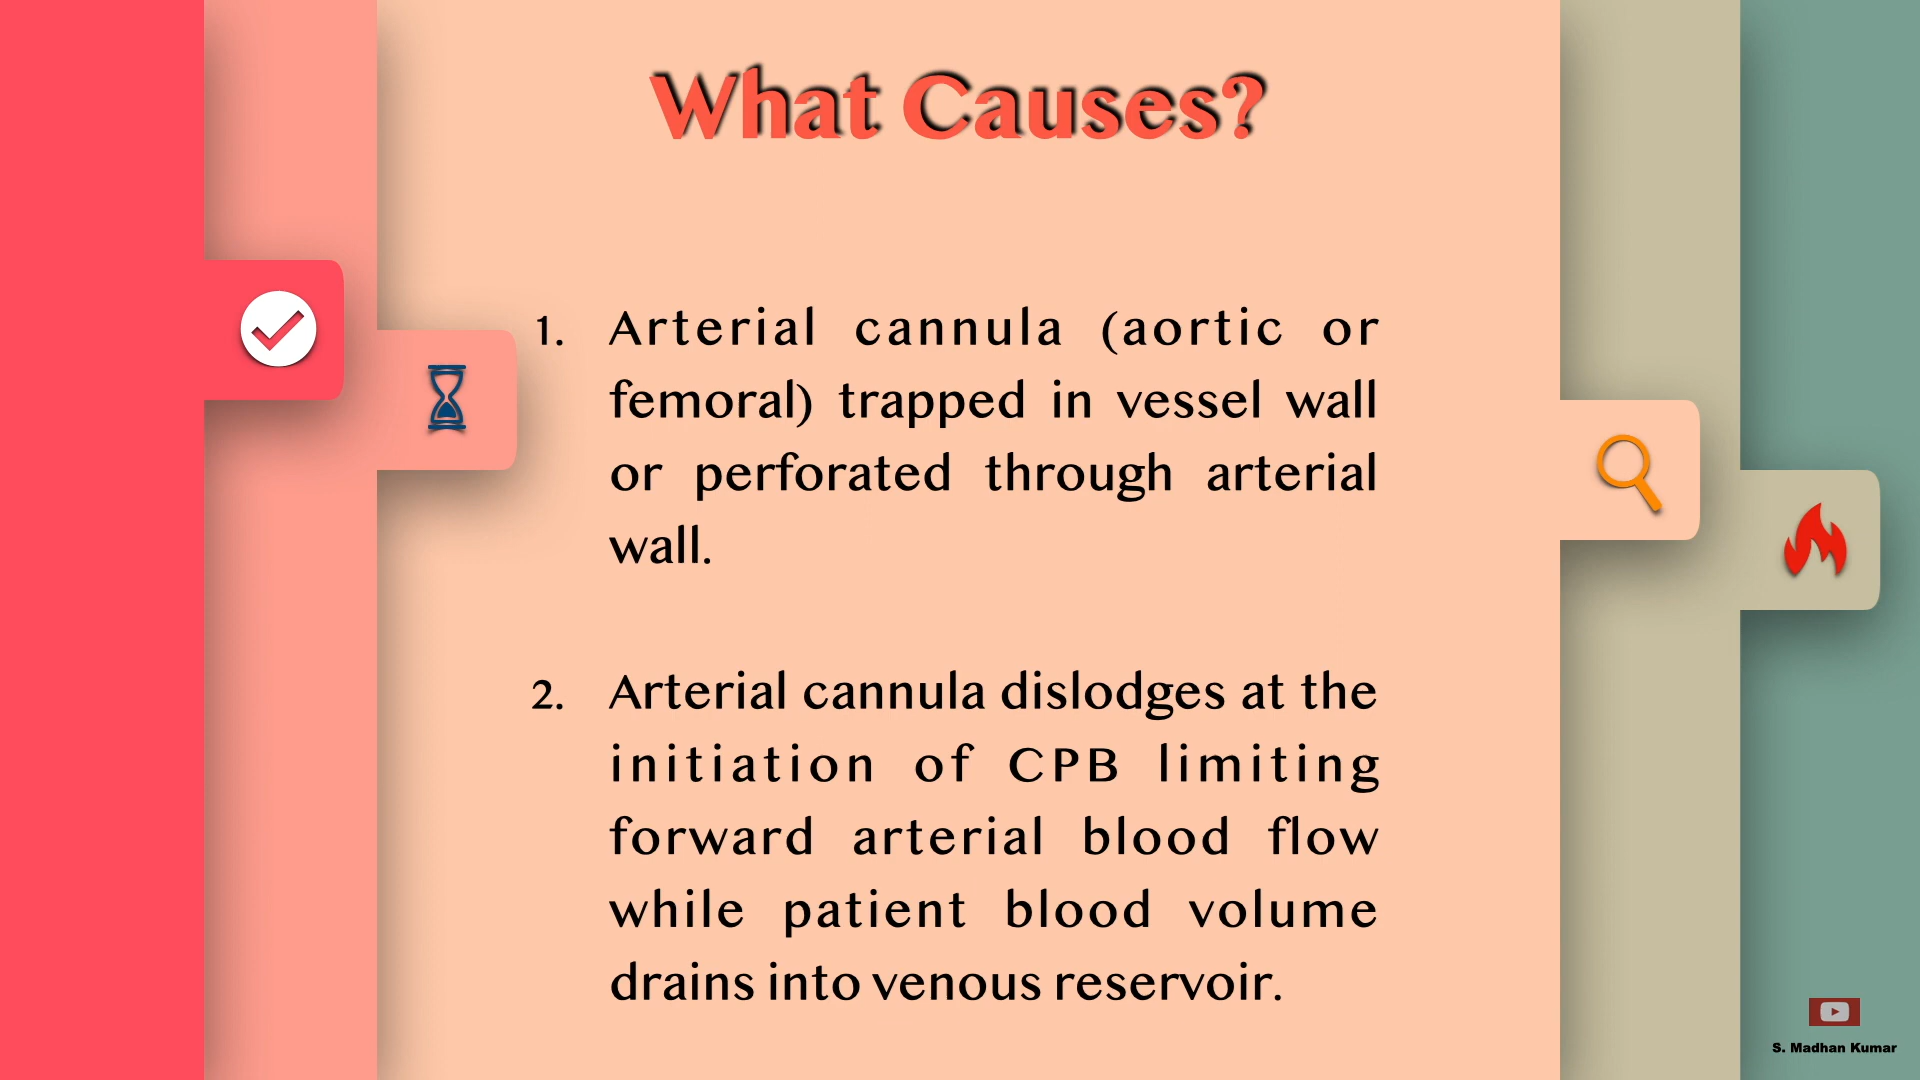 What Causes?
1. Arterial cannula (aortic or
femoral) trapped in vessel wall
or perforated through arterial
wall.
2. Arterial cannula dislodges at the
initiation of CPB limiting
forward arterial blood flow
while patient blood volume
drains into venous reservoir.
S. Madhan Kumar